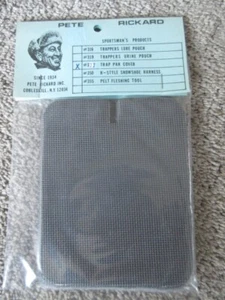 PETE RICKARD
SPORTSMAN'S PRODUCTS
TRAPPERS LURE POUCH
TRAPPERS URINE POUCH
X TRAP PAN COVER
H-STYLE SNOWSHOE HARNESS
PELT FLESHING TOOL
SINCE 1934
PETE RICKARD INC
COBLESKILL, N.Y. 12043